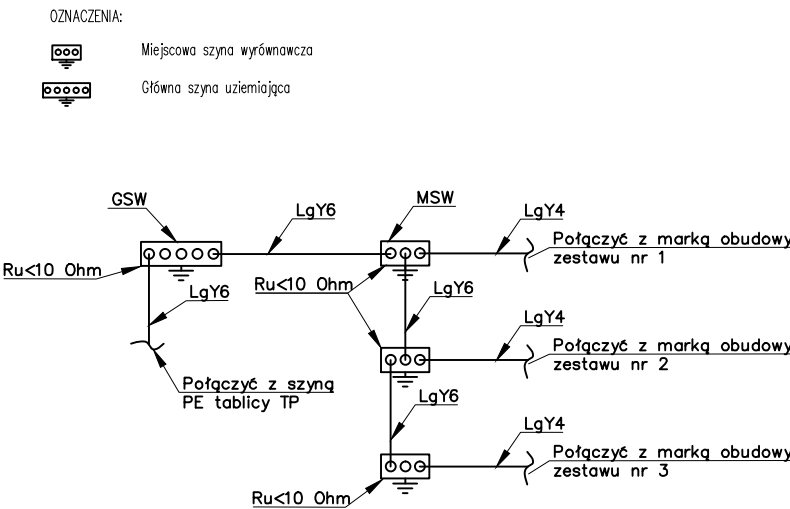 OZNACZENIA:
Miejscowa szyna wyrównawcza
Główna szyna uziemiająca
GSW
LgY6
MSW
LgY4
Połączyć z marką obudowy
zestawu nr 1
Ru<10 Ohm
Ru<10 Ohm
LgY6
LgY6
LgY4
Połączyć z marką obudowy
zestawu nr 2
Połączyć z szyną
PE tablicy TP
LgY6
LgY4
Połączyć z marką obudowy
zestawu nr 3
Ru<10 Ohm